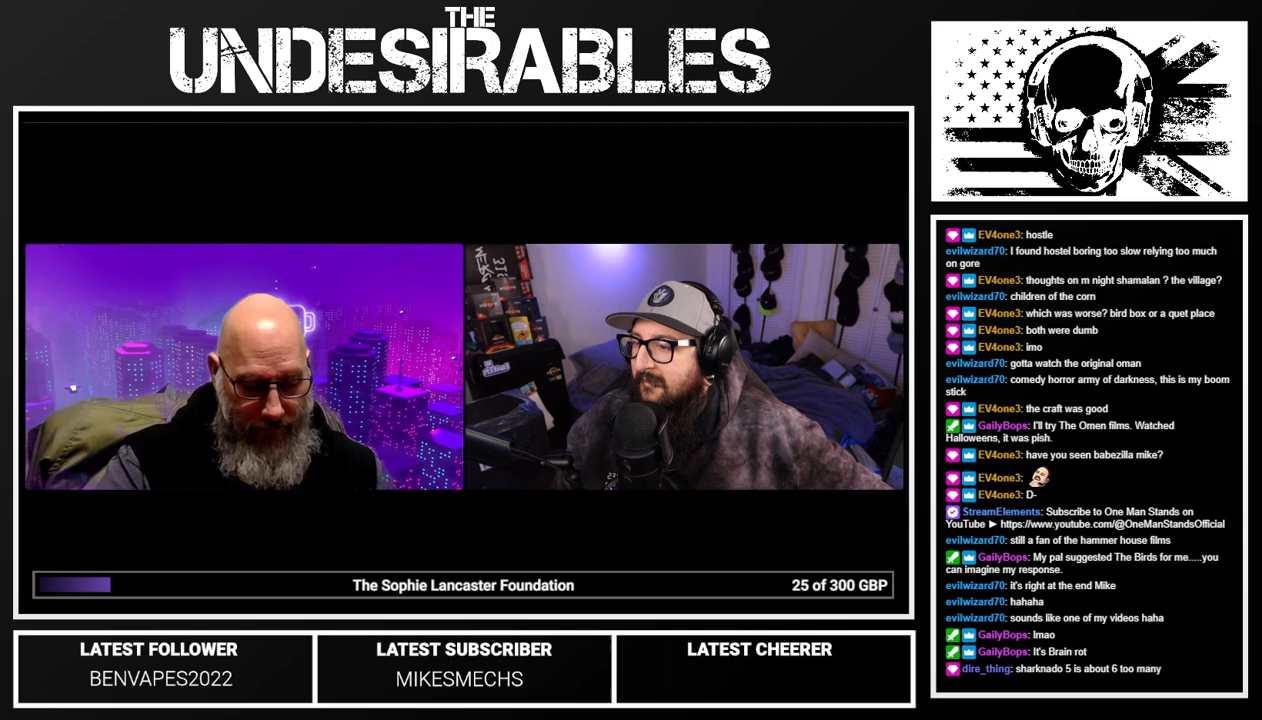 THE
UNDESIRABLES
The Sophie Lancaster Foundation
25 of 300 GBP
LATEST FOLLOWER
BENVAPES2022
LATEST SUBSCRIBER
MIKESMECHS
LATEST CHEERER
EV4one3: hostle
evilwizard70: I found hostel boring too slow relying too much
on gore
EV4one3: thoughts on m night shamalan ? the village?
evilwizard70: children of the corn
EV4one3: which was worse? bird box or a quet place
EV4one3: both were dumb
EV4one3: imo
evilwizard70: gotta watch the original oman
evilwizard70: comedy horror army of darkness, this is my boom
stick
EV4one3: the craft was good
GailyBops: I'll try The Omen films. Watched
Halloweens, it was pish.
EV4one3: have you seen babezilla mike?
EV4one3:
EV4one3: D-
StreamElements: Subscribe to One Man Stands on
YouTube ► https://www.youtube.com/@OneManStandsOfficial
evilwizard70: still a fan of the hammer house films
GailyBops: My pal suggested The Birds for me.....you
can imagine my response.
evilwizard70: it's right at the end Mike
evilwizard70: hahaha
evilwizard70: sounds like one of my videos haha
GailyBops: lmao
GailyBops: It's Brain rot
dire_thing: sharknado 5 is about 6 too many